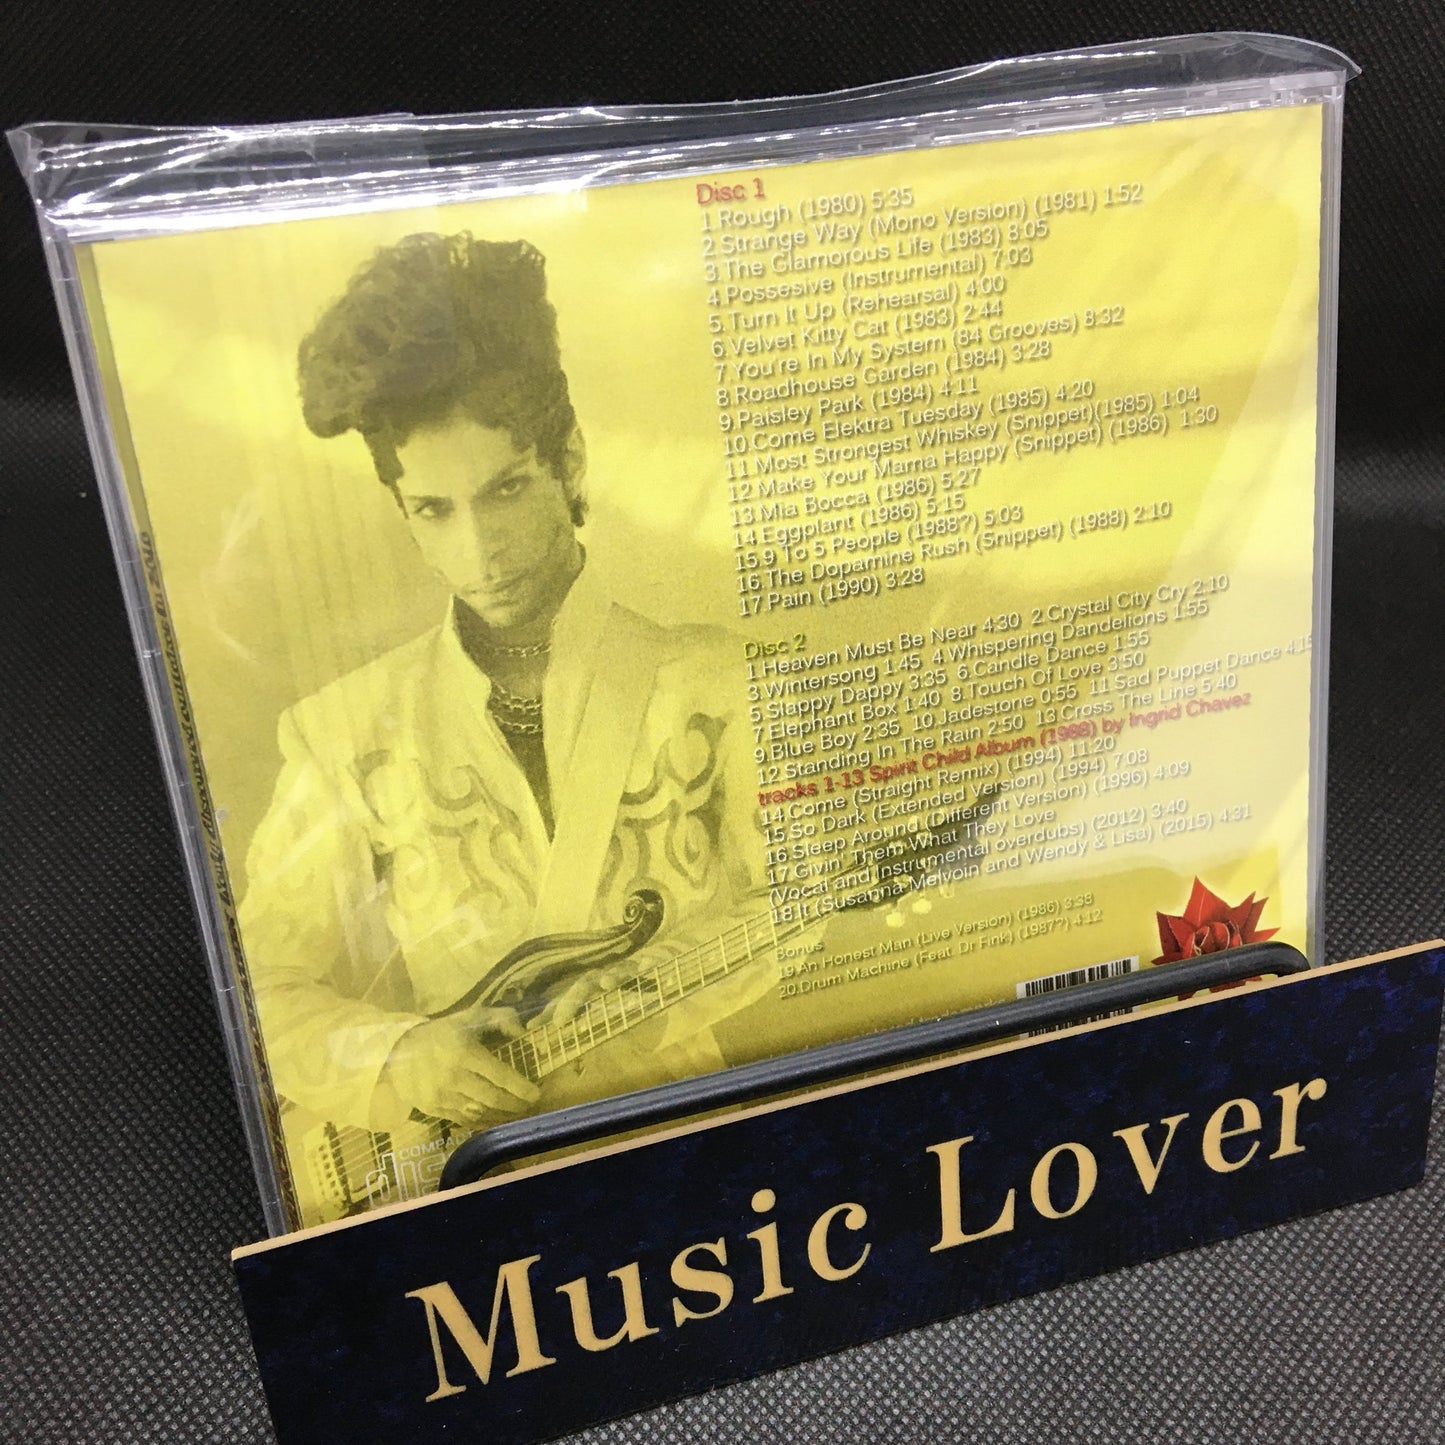 Disc 1
1.Rough (1980) 5:35
2 Strange Way (Mono Version) (1981) 1:52
3.The Glamorous Life (1983) 8:05
4.Possesive (Instrumental) 7:03
5.Turn It Up (Rehearsal) 4:00
6.Velvet Kitty Cat (1983) 2:44
7.You're In My System (84 Grooves) 8:32
8.Roadhouse Garden (1984) 3:28
9.Paisley Park (1984) 4:11
10.Come Elektra Tuesday (1985) 4:20
11.Most Strongest Whiskey (Snippet)(1985) 1:04
12 Make Your Mama Happy (Snippet) (1986) 1:30
13.Mia Bocca (1986) 5:27
14.Eggplant (1986) 5:15
15.9 To 5 People (1988?) 5:03
16.The Dopamine Rush (Snippet) (1988) 2:10
17.Pain (1990) 3:28
Disc 2
1.Heaven Must Be Near 4:30 2 Crystal City Cry 2:10
3.Wintersong 1:45 4 Whispering Dandelions 1:55
5 Slappy Dappy 3:35 6.Candle Dance 1:55
7.Elephant Box 1:40 8.Touch Of Love 3:50
9.Blue Boy 2:35 10 Jadestone 0:55 11 Sad Puppet Dance 4:15
12.Standing In The Rain 2:50 13 Cross The Line 5:40
tracks 1-13 Spirit Child Album (1988) by Ingrid Chavez
14.Come (Straight Remix) (1994) 11:20
15.So Dark (Extended Version) (1994) 7:08
16 Sleep Around (Different Version) (1996) 4:09
17 Givin' Them What They Love
(Vocal and Instrumental overdubs) (2012) 3:40
18.It (Susanna Melvoin and Wendy & Lisa) (2015) 4:31
Bonus
19.An Honest Man (Live Version) (1986) 3:38
20.Drum Machine (Feat. Dr Fink) (1987?) 4:12
COMPACT
Music Lover